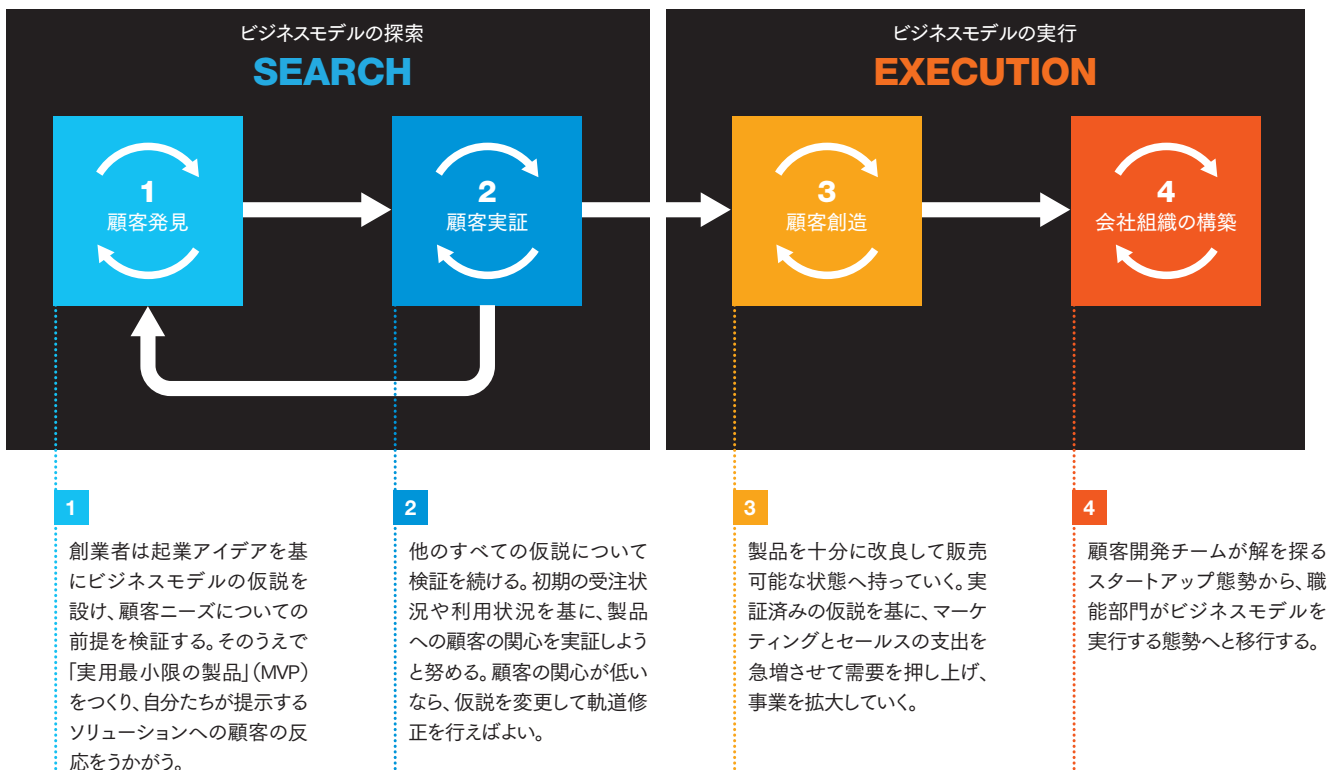 ビジネスモデルの探索
SEARCH
1
顧客発見
2
顧客実証
ビジネスモデルの実行
EXECUTION
3
顧客創造
4
会社組織の構築
1
創業者は起業アイデアを基
にビジネスモデルの仮説を
設け、顧客ニーズについての
前提を検証する。そのうえで
「実用最小限の製品」(MVP)
をつくり、自分たちが提示する
ソリューションへの顧客の反
応をうかがう。
2
他のすべての仮説について
検証を続ける。初期の受注状
況や利用状況を基に、製品
への顧客の関心を実証しよう
と努める。顧客の関心が低い
なら、仮説を変更して軌道修
正を行えばよい。
3
製品を十分に改良して販売
可能な状態へ持っていく。実
証済みの仮説を基に、マーケ
ティングとセールスの支出を
急増させて需要を押し上げ、
事業を拡大していく。
4
顧客開発チームが解を探る
スタートアップ態勢から、職
能部門がビジネスモデルを
実行する態勢へと移行する。